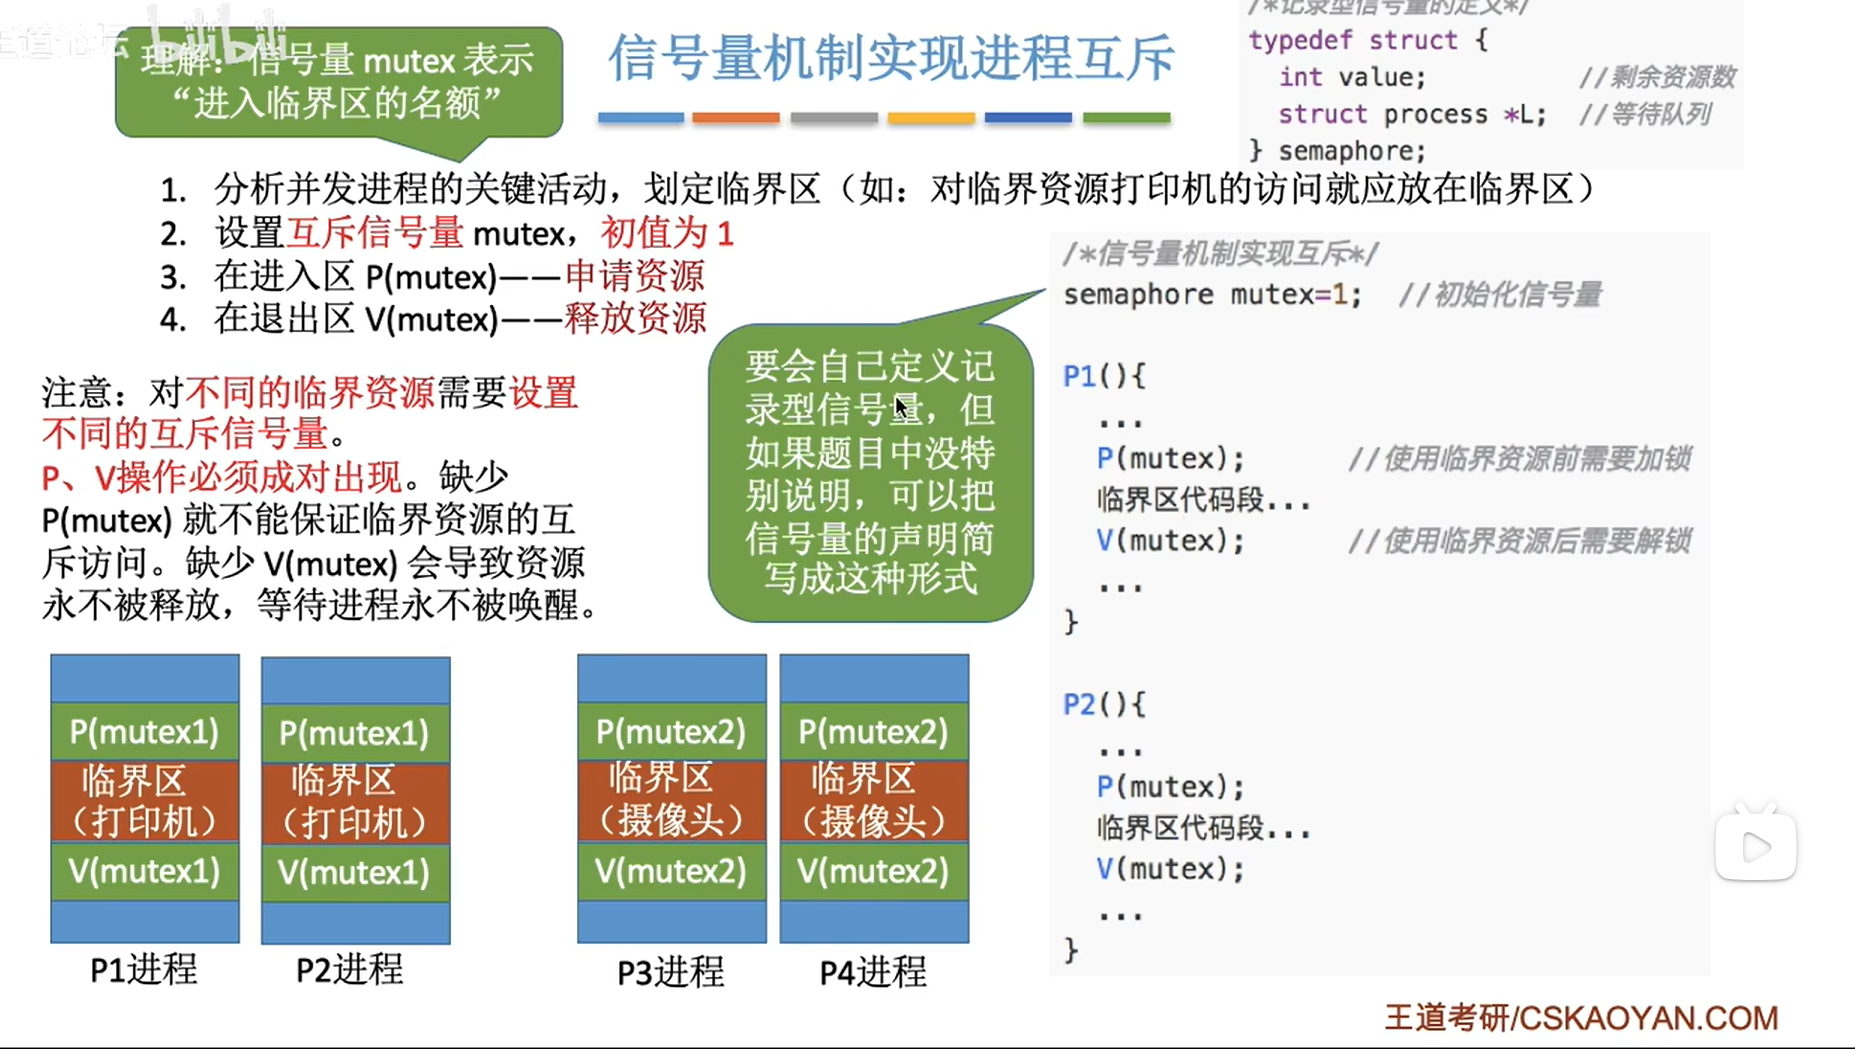 王道论坛 bilibili
理解：信号量 mutex 表示
“进入临界区的名额”
信号量机制实现进程互斥
/*记录型信号量的定义*/
typedef struct {
int value; //剩余资源数
struct process *L; //等待队列
} semaphore;
1. 分析并发进程的关键活动，划定临界区（如：对临界资源打印机的访问就应放在临界区）
2. 设置互斥信号量 mutex，初值为 1
3. 在进入区 P(mutex)——申请资源
4. 在退出区 V(mutex)——释放资源
注意：对不同的临界资源需要设置
不同的互斥信号量。
P、V操作必须成对出现。缺少
P(mutex) 就不能保证临界资源的互
斥访问。缺少 V(mutex) 会导致资源
永不被释放，等待进程永不被唤醒。
要会自己定义记
录型信号量，但
如果题目中没特
别说明，可以把
信号量的声明简
写成这种形式
/*信号量机制实现互斥*/
semaphore mutex=1; //初始化信号量
P1(){
...
P(mutex); //使用临界资源前需要加锁
临界区代码段...
V(mutex); //使用临界资源后需要解锁
...
}
P2(){
...
P(mutex);
临界区代码段...
V(mutex);
...
}
P(mutex1)
临界区
（打印机）
V(mutex1)
P1进程
P(mutex1)
临界区
（打印机）
V(mutex1)
P2进程
P(mutex2)
临界区
（摄像头）
V(mutex2)
P3进程
P(mutex2)
临界区
（摄像头）
V(mutex2)
P4进程
王道考研/CSKAOYAN.COM